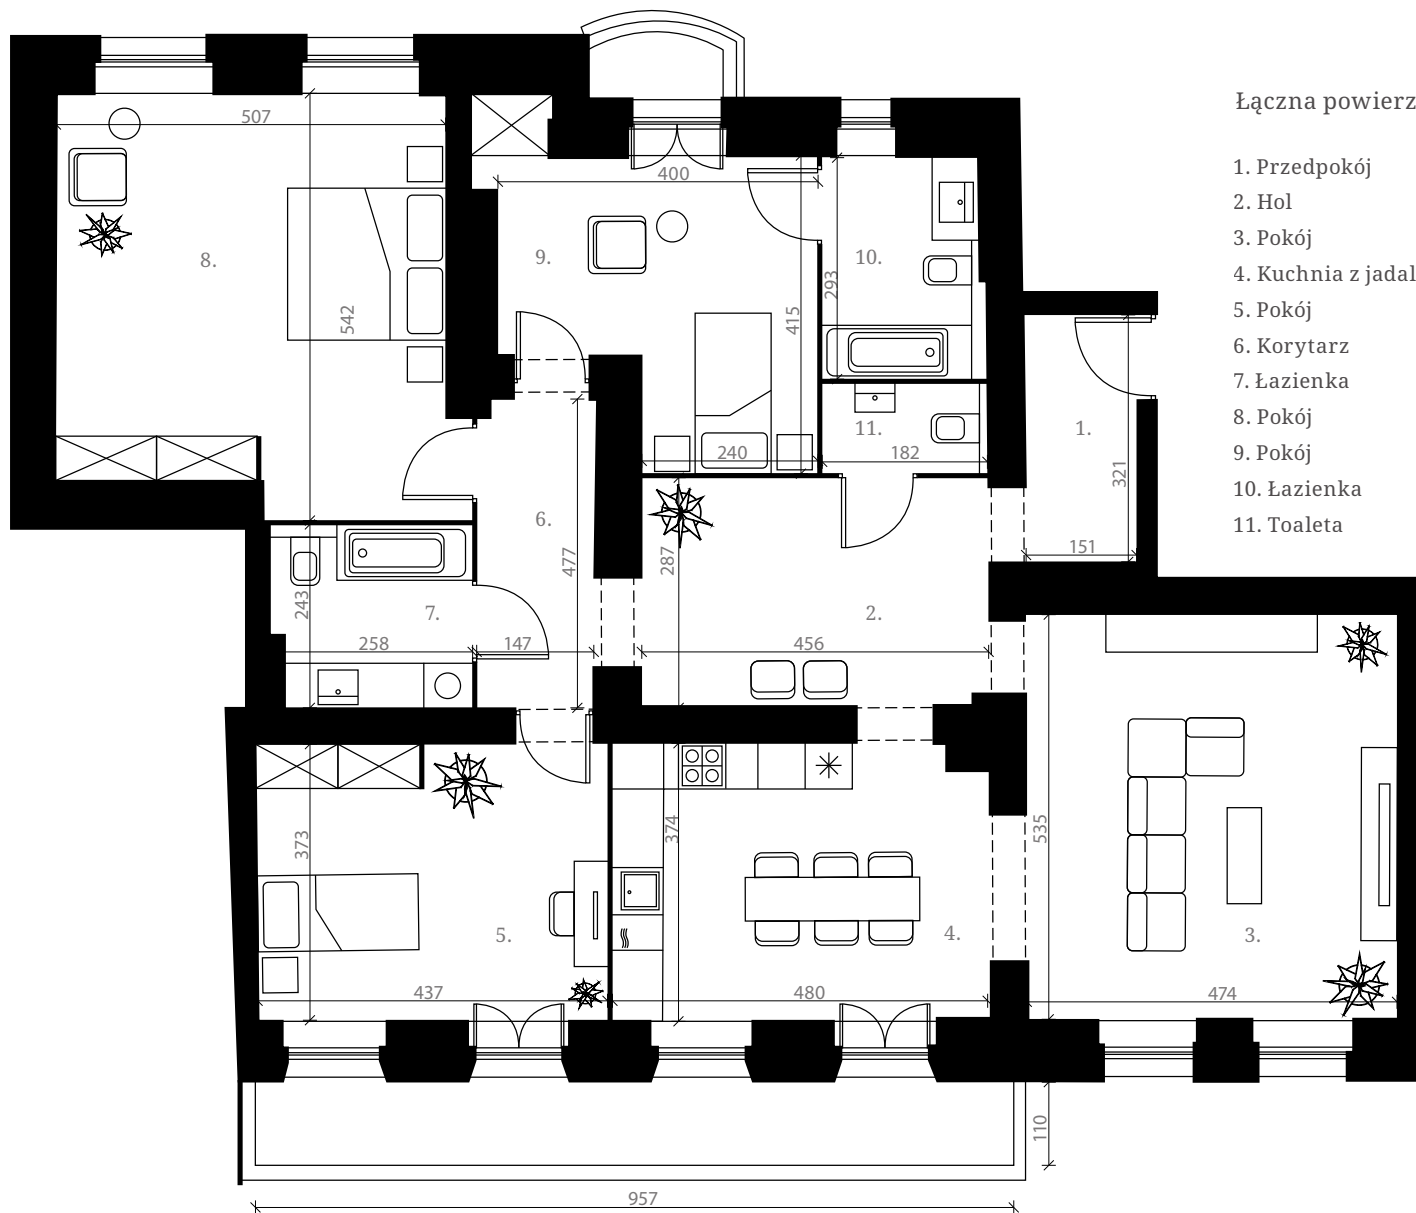 Łączna powierz
1. Przedpokój
2. Hol
3. Pokój
4. Kuchnia z jadal
5. Pokój
6. Korytarz
7. Łazienka
8. Pokój
9. Pokój
10. Łazienka
11. Toaleta
507
400
8.
9.
10.
293
542
415
11.
1.
240
182
321
6.
477
287
151
243
7.
2.
258
147
456
373
374
535
5.
4.
3.
437
480
474
110
957